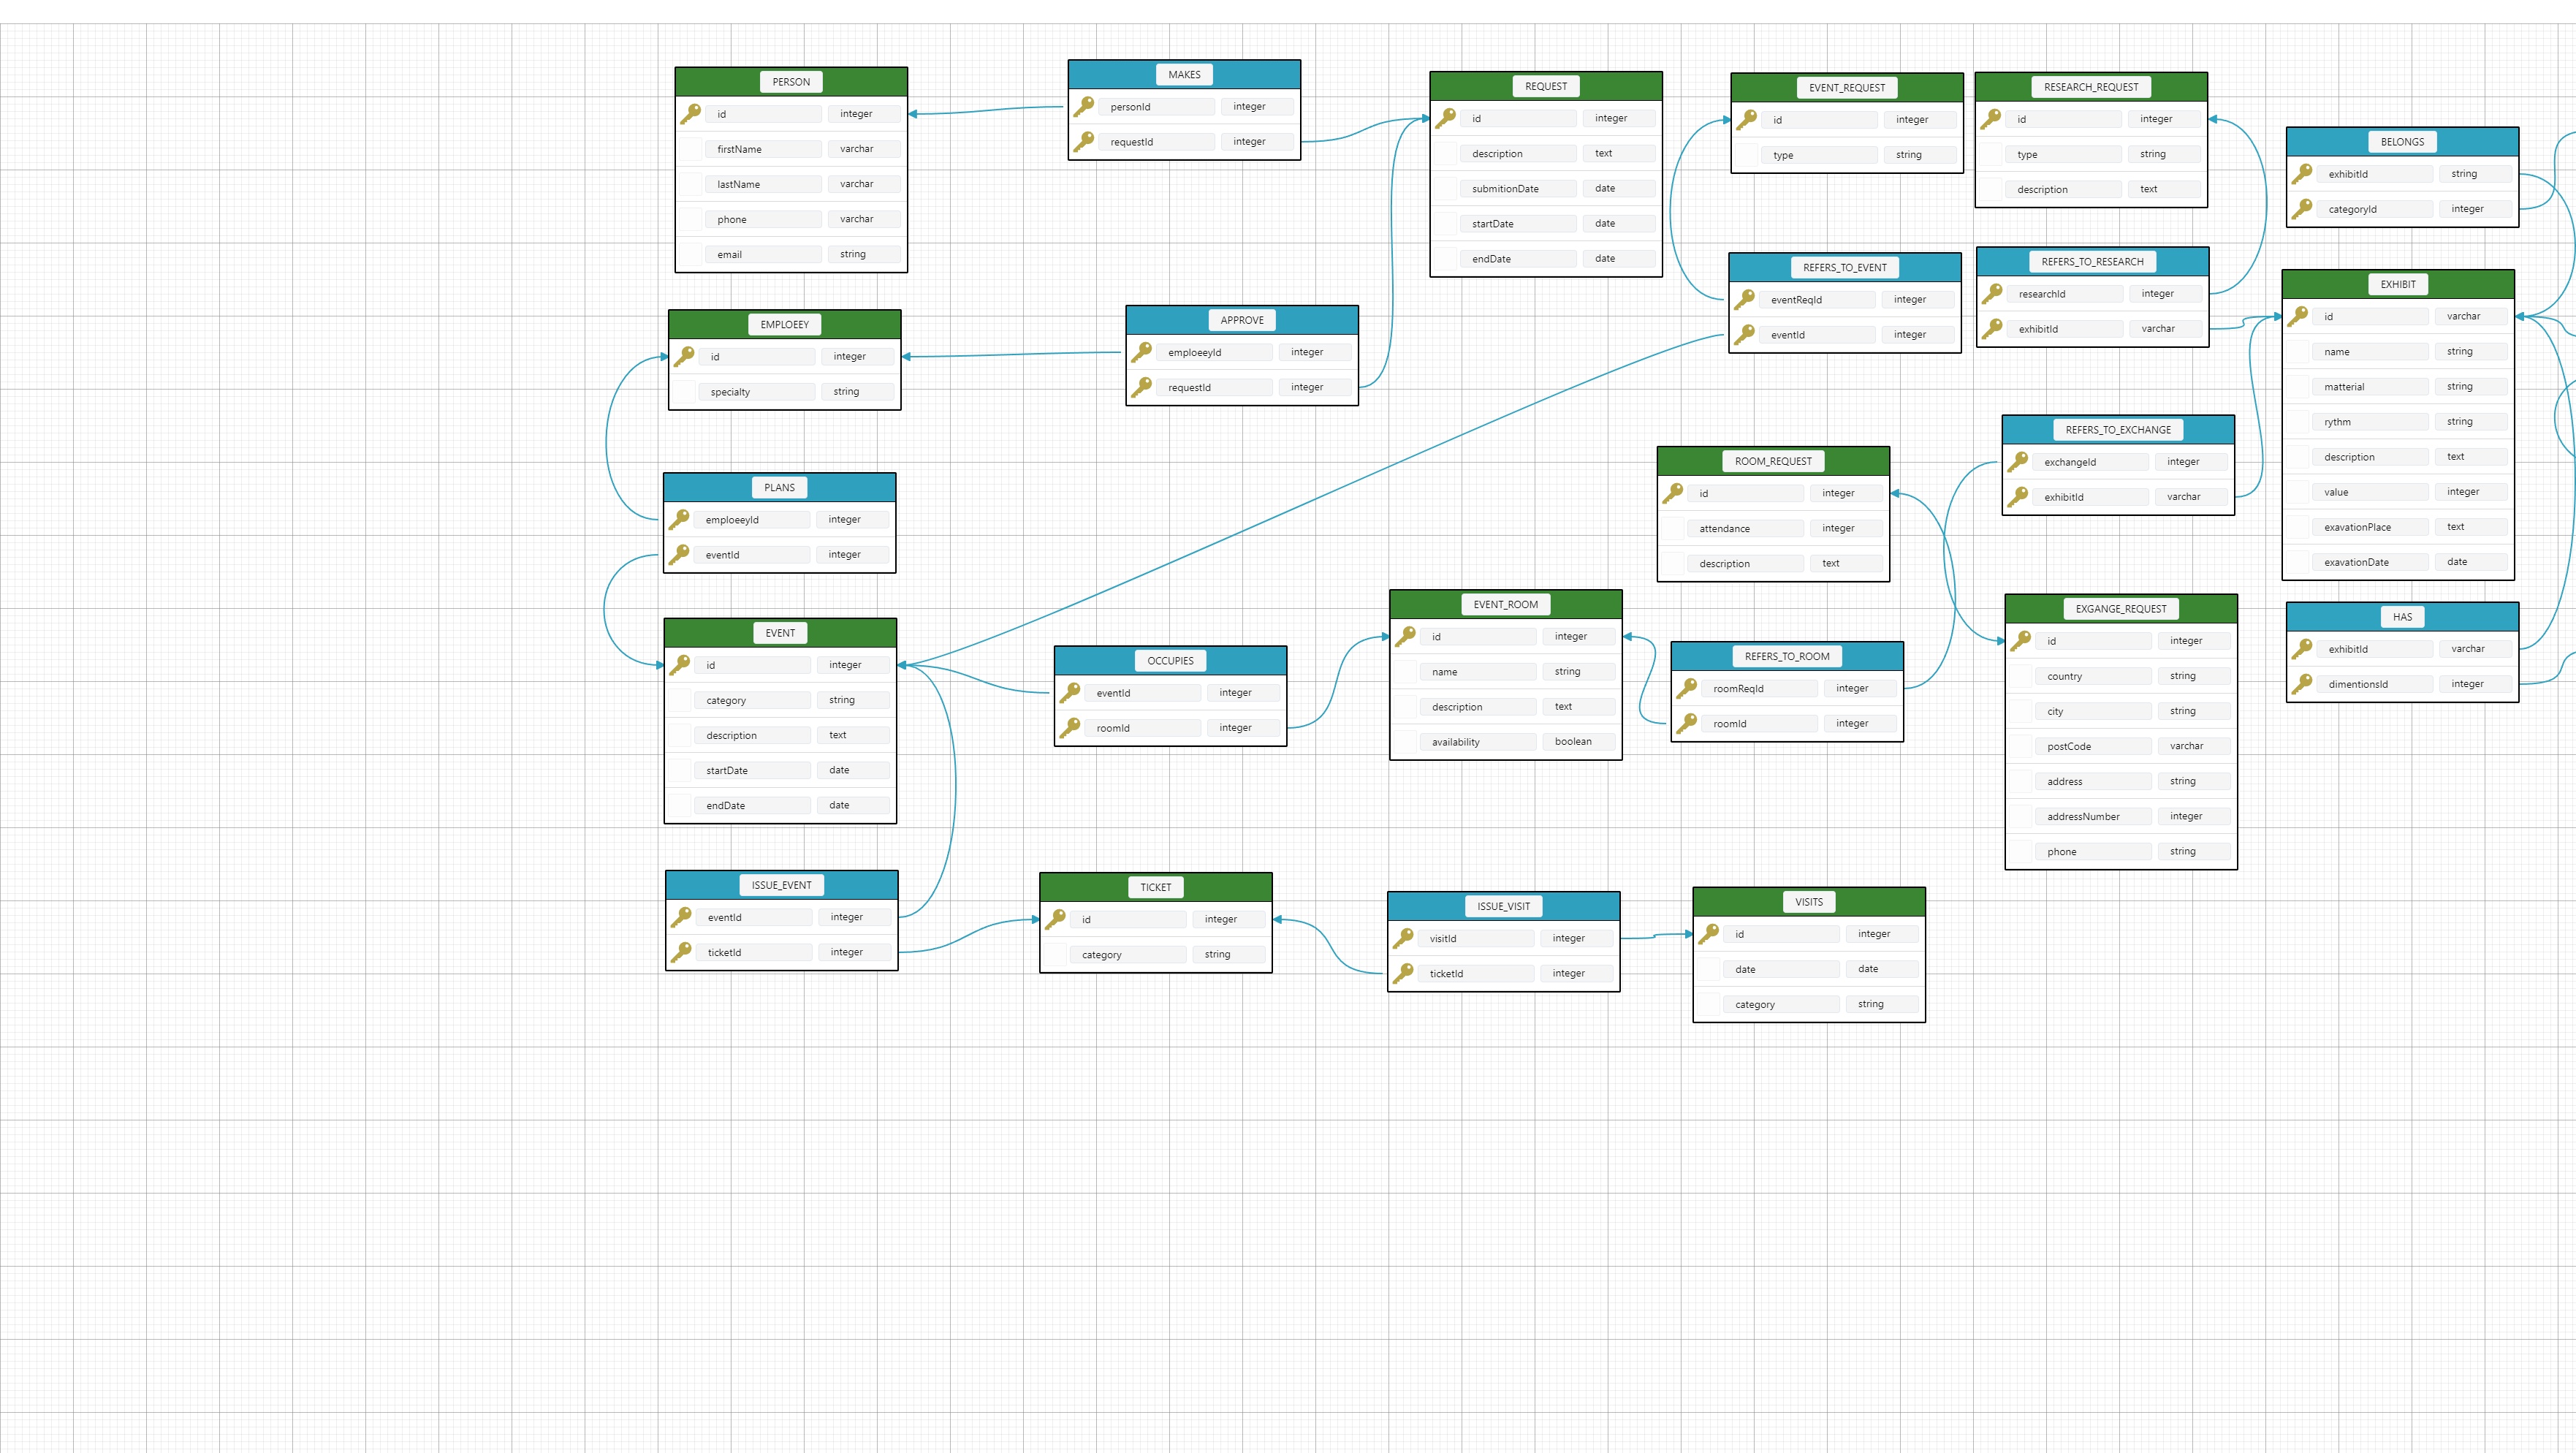 PERSON
id integer
firstName varchar
lastName varchar
phone varchar
email string
MAKES
personId integer
requestId integer
REQUEST
id integer
description text
submitionDate date
startDate date
endDate date
EVENT_REQUEST
id integer
type string
RESEARCH_REQUEST
id integer
type string
description text
BELONGS
exhibitId string
categoryId integer
EMPLOEEY
id integer
specialty string
APPROVE
emploeeyId integer
requestId integer
REFERS_TO_EVENT
eventReqId integer
eventId integer
REFERS_TO_RESEARCH
researchId integer
exhibitId varchar
EXHIBIT
id varchar
name string
matterial string
rythm string
description text
value integer
exavationPlace text
exavationDate date
PLANS
emploeeyId integer
eventId integer
ROOM_REQUEST
id integer
attendance integer
description text
REFERS_TO_EXCHANGE
exchangeId integer
exhibitId varchar
EVENT
id integer
category string
description text
startDate date
endDate date
OCCUPIES
eventId integer
roomId integer
EVENT_ROOM
id integer
name string
description text
availability boolean
REFERS_TO_ROOM
roomReqId integer
roomId integer
EXGANGE_REQUEST
id integer
country string
city string
postCode varchar
address string
addressNumber integer
phone string
HAS
exhibitId varchar
dimentionsId integer
ISSUE_EVENT
eventId integer
ticketId integer
TICKET
id integer
category string
ISSUE_VISIT
visitId integer
ticketId integer
VISITS
id integer
date date
category string